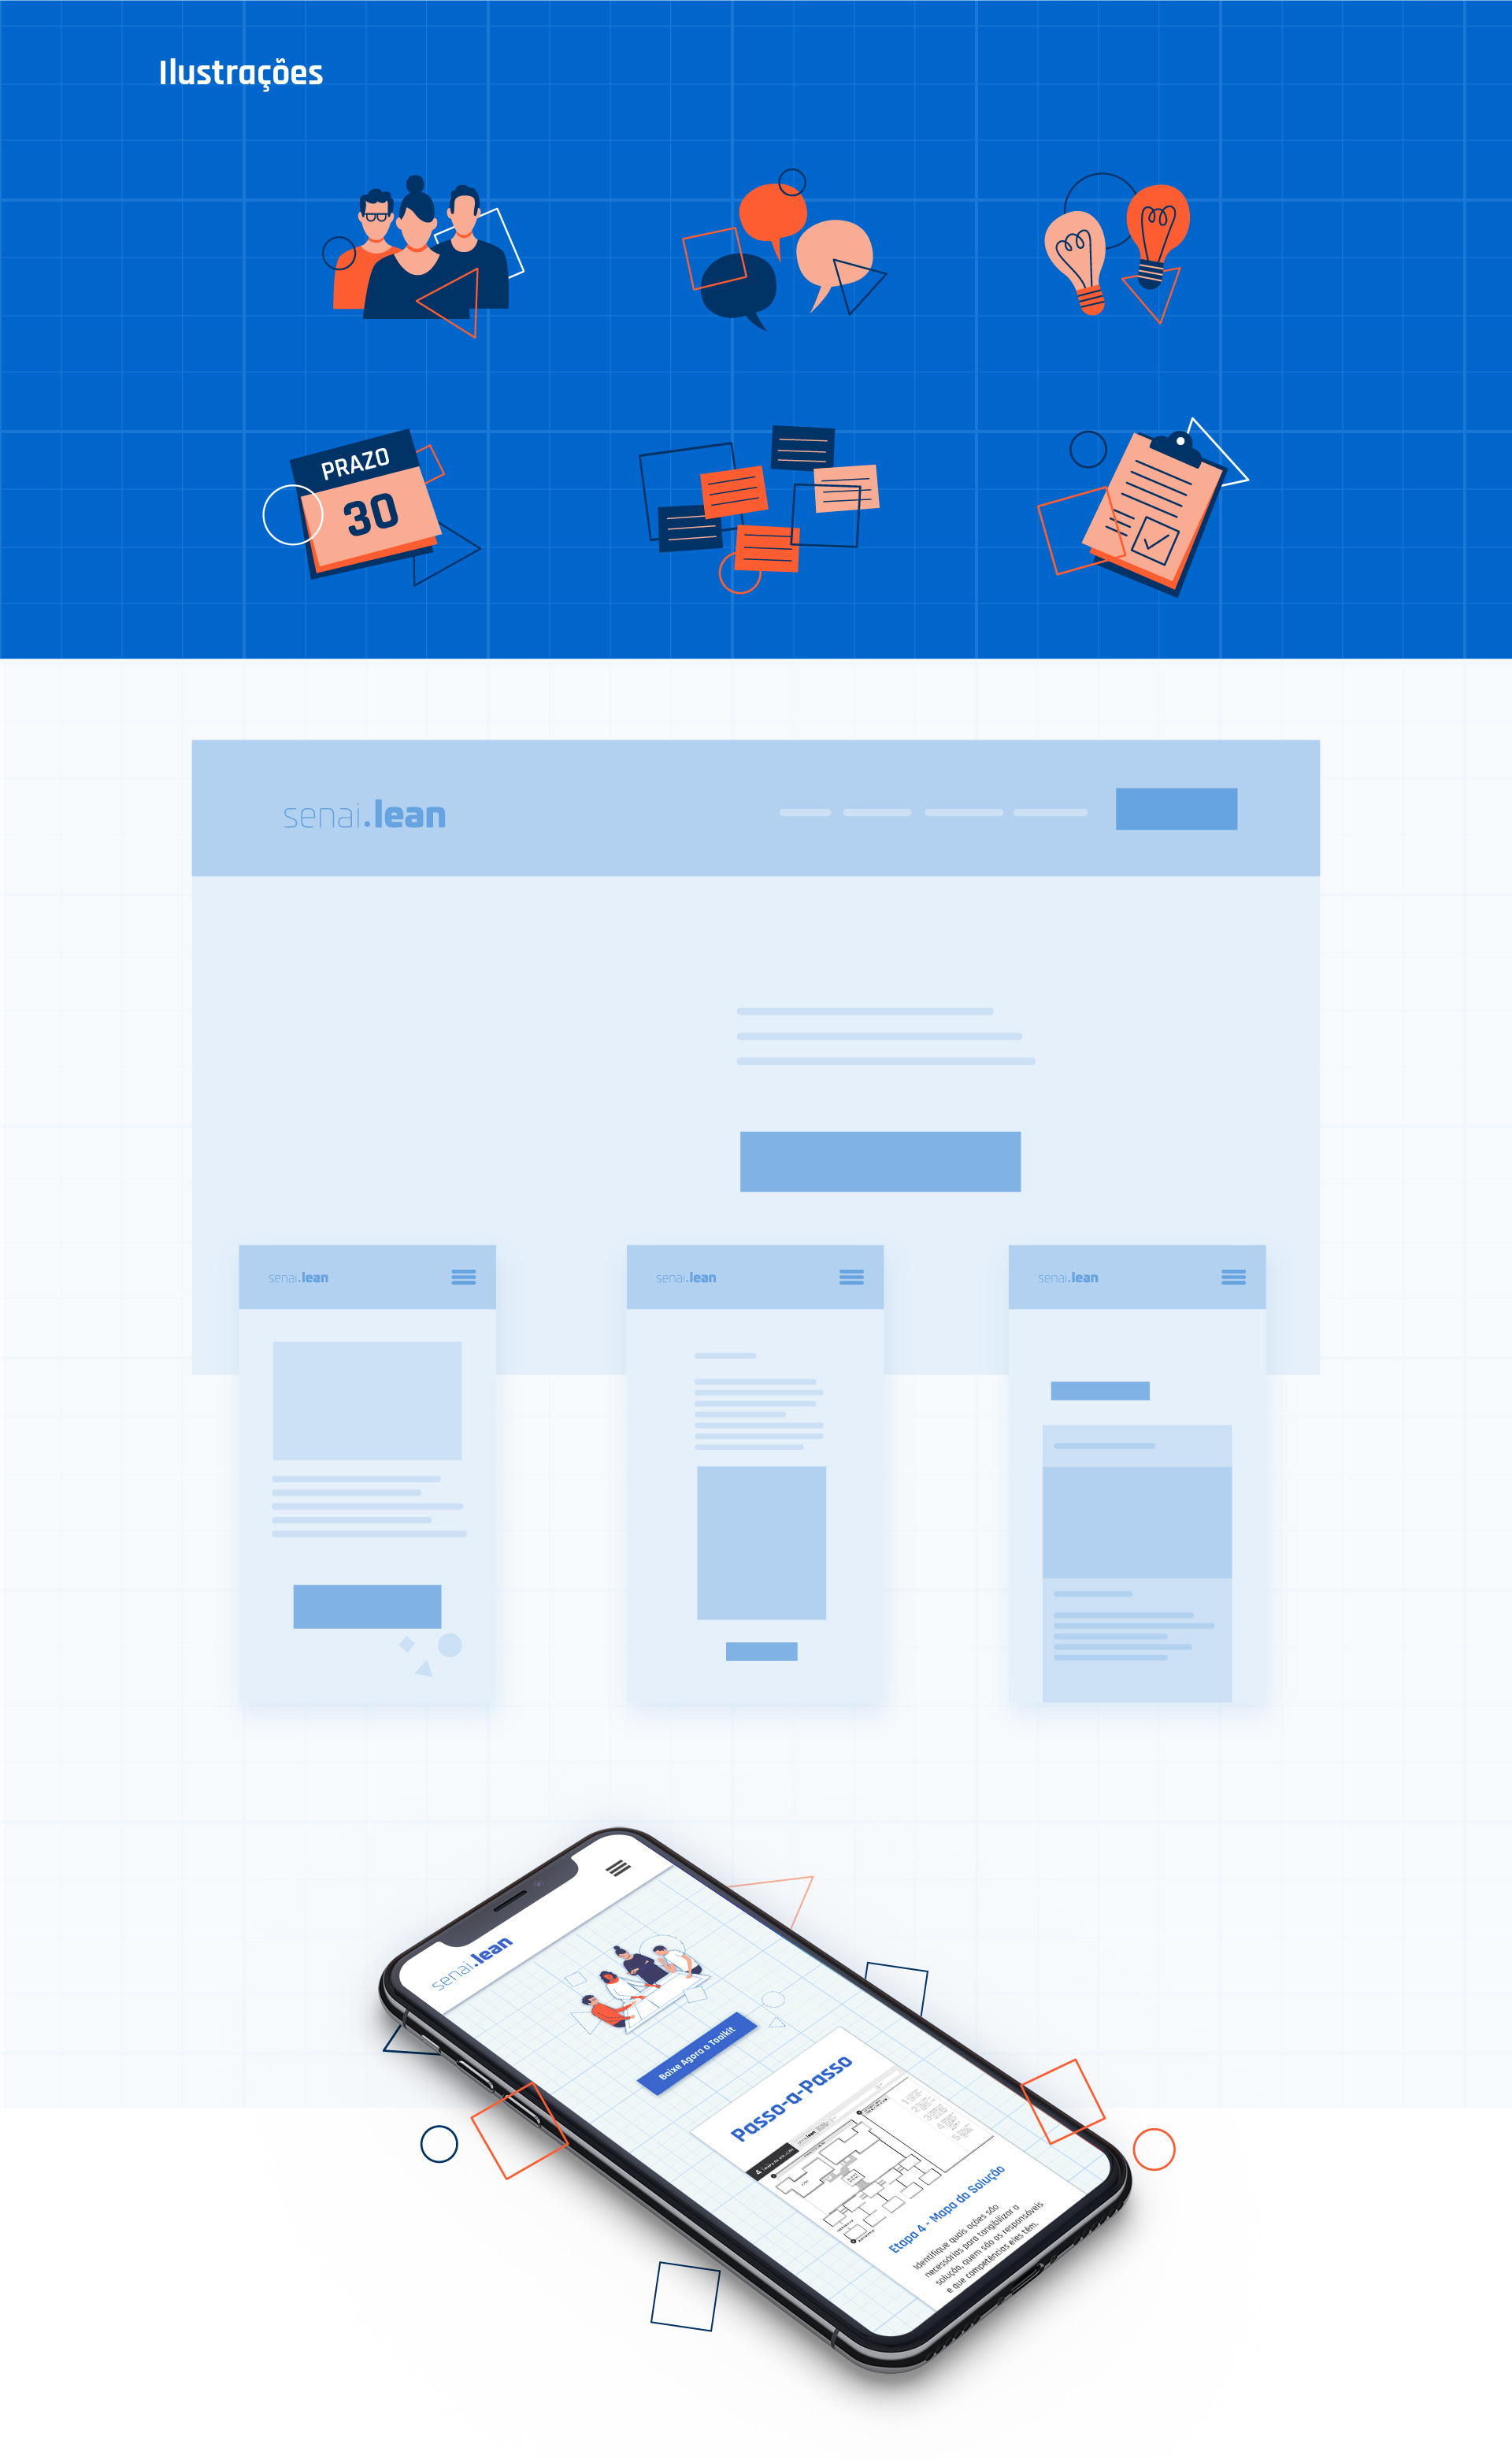 Ilustrações
PRAZO
30
senai.lean
senai.lean
senai.lean
senai.lean
senai.lean
Baixe Agora o Toolkit
Passo-a-Passo
Etapa 4 - Mapa da Solução
Identifique quais ações são
necessárias para tangibilizar a
solução, quem são os responsáveis
e que competências eles têm.